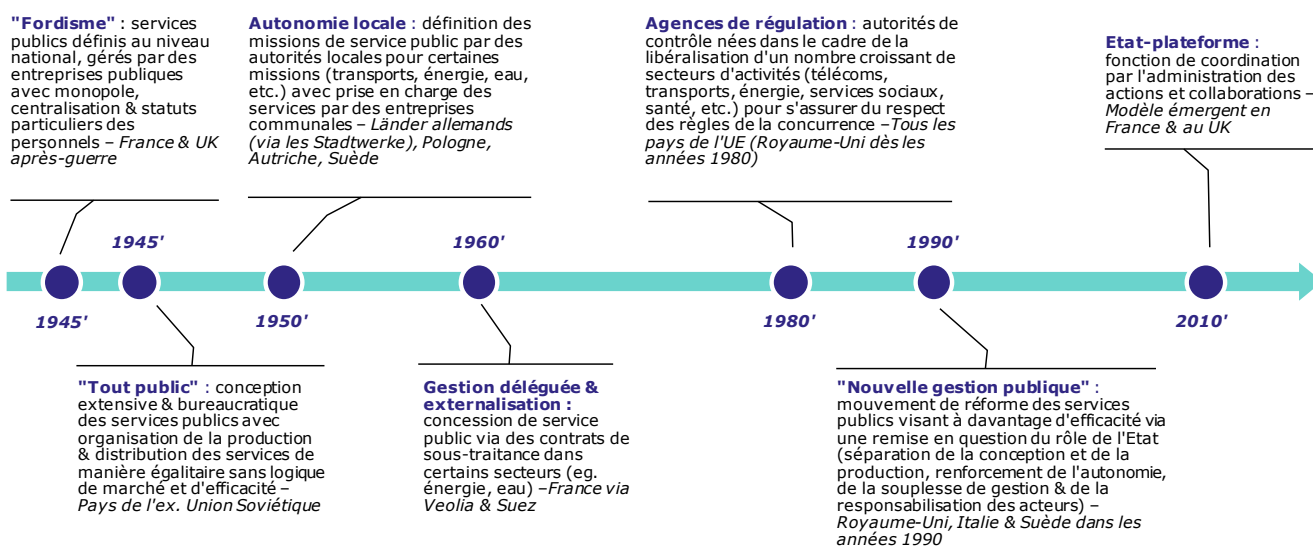 "Fordisme" : services
publics définis au niveau
national, gérés par des
entreprises publiques
avec monopole,
centralisation & statuts
particuliers des
personnels – France & UK
après-guerre
Autonomie locale : définition des
missions de service public par des
autorités locales pour certaines
missions (transports, énergie, eau,
etc.) avec prise en charge des
services par des entreprises
communales – Länder allemands
(via les Stadtwerke), Pologne,
Autriche, Suède
Agences de régulation : autorités de
contrôle nées dans le cadre de la
libéralisation d'un nombre croissant de
secteurs d'activités (télécoms,
transports, énergie, services sociaux,
santé, etc.) pour s'assurer du respect
des règles de la concurrence –Tous les
pays de l'UE (Royaume-Uni dès les
années 1980)
Etat-plateforme :
fonction de coordination
par l'administration des
actions et collaborations –
Modèle émergent en
France & au UK
1945'
1960'
1990'
1945'
1950'
1980'
2010'
"Tout public" : conception
extensive & bureaucratique
des services publics avec
organisation de la production
& distribution des services de
manière égalitaire sans logique
de marché et d'efficacité –
Pays de l'ex. Union Soviétique
Gestion déléguée &
externalisation :
concession de service
public via des contrats de
sous-traitance dans
certains secteurs (eg.
énergie, eau) –France via
Veolia & Suez
"Nouvelle gestion publique" :
mouvement de réforme des services
publics visant à davantage d'efficacité via
une remise en question du rôle de l'Etat
(séparation de la conception et de la
production, renforcement de l'autonomie,
de la souplesse de gestion & de la
responsabilisation des acteurs) –
Royaume-Uni, Italie & Suède dans les
années 1990